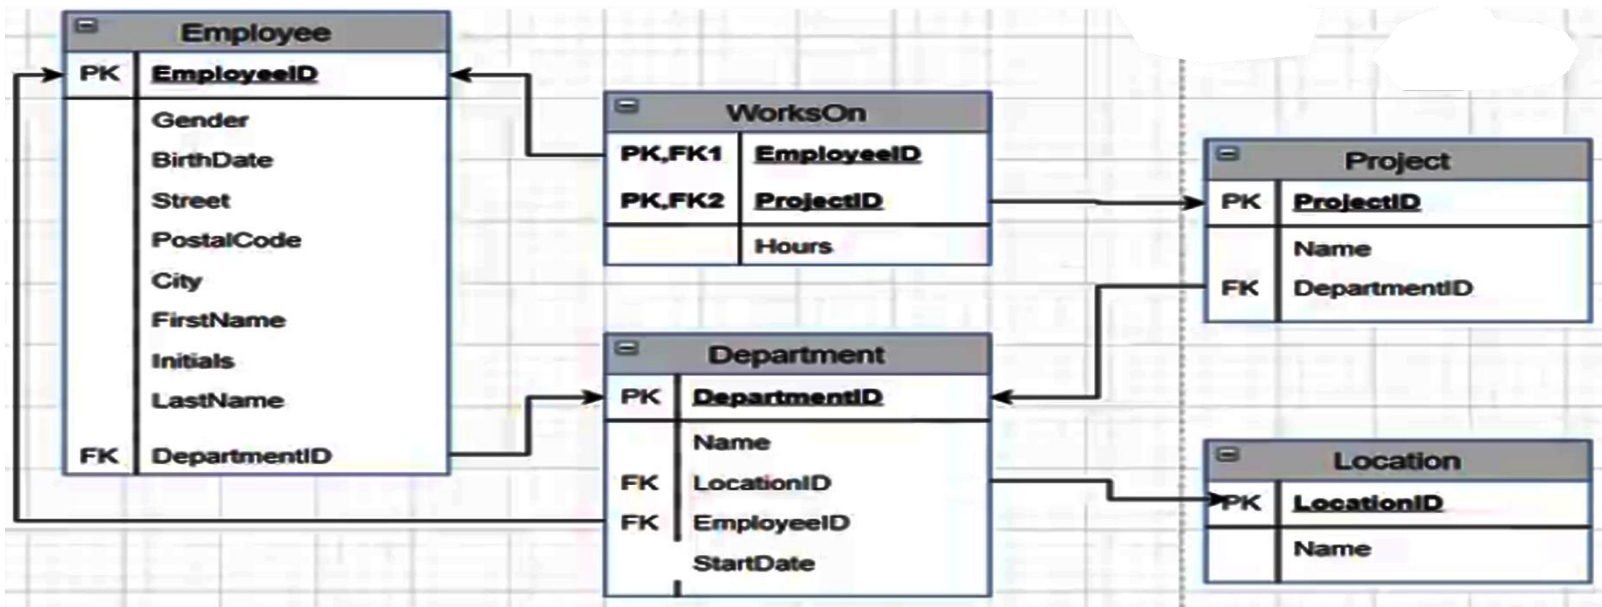 Employee
PK EmployeeID
Gender
BirthDate
Street
PostalCode
City
FirstName
Initials
LastName
FK DepartmentID
WorksOn
PK,FK1 EmployeeID
PK,FK2 ProjectID
Hours
Department
PK DepartmentID
Name
FK LocationID
FK EmployeeID
StartDate
Project
PK ProjectID
Name
FK DepartmentID
Location
PK LocationID
Name